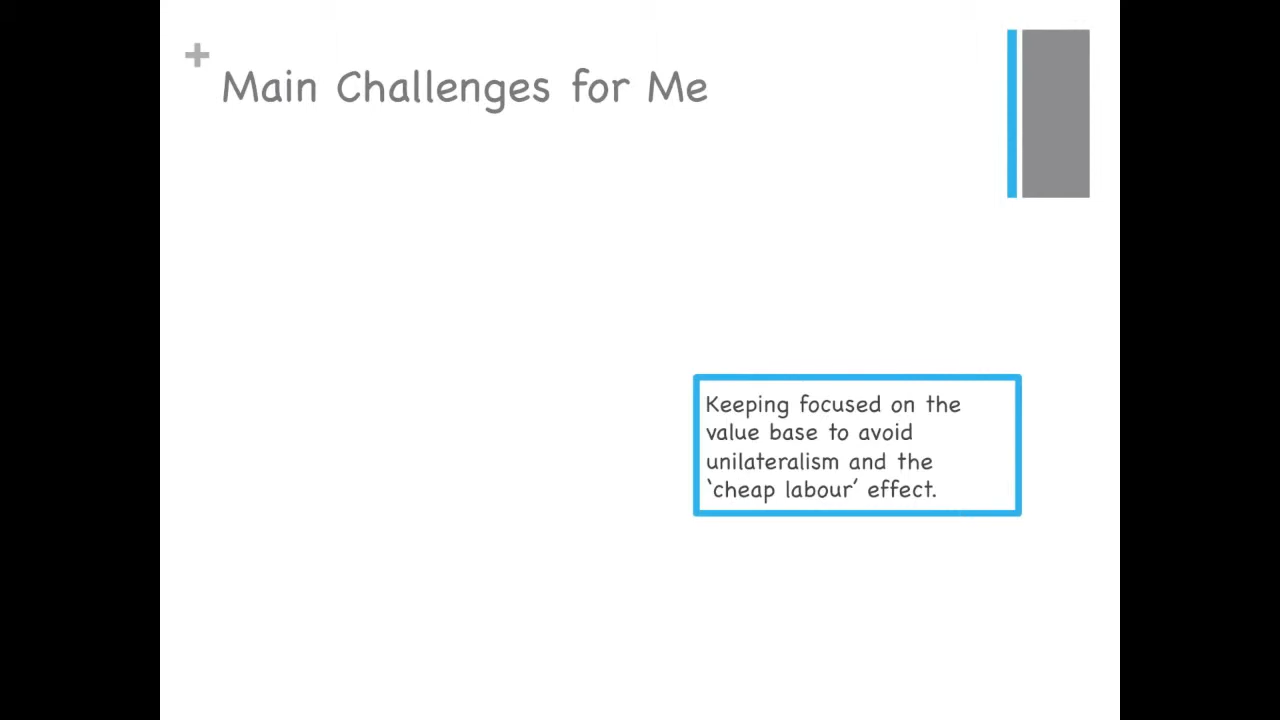 +
Main Challenges for Me
Keeping focused on the
value base to avoid
unilateralism and the
‘cheap labour’ effect.